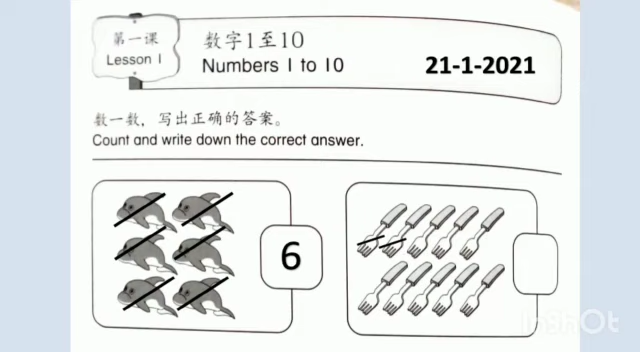 第一课
Lesson 1
数字1至10
Numbers 1 to 10
21-1-2021
数一数，写出正确的答案。
Count and write down the correct answer.
6
InShOt